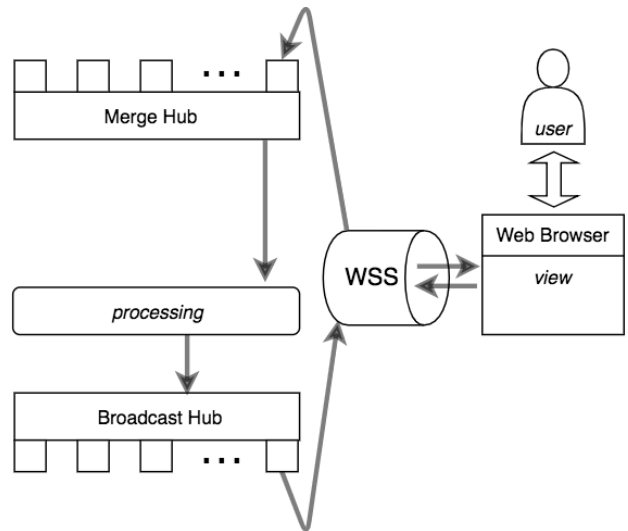 ...
Merge Hub
user
Web Browser
WSS
view
processing
Broadcast Hub
...